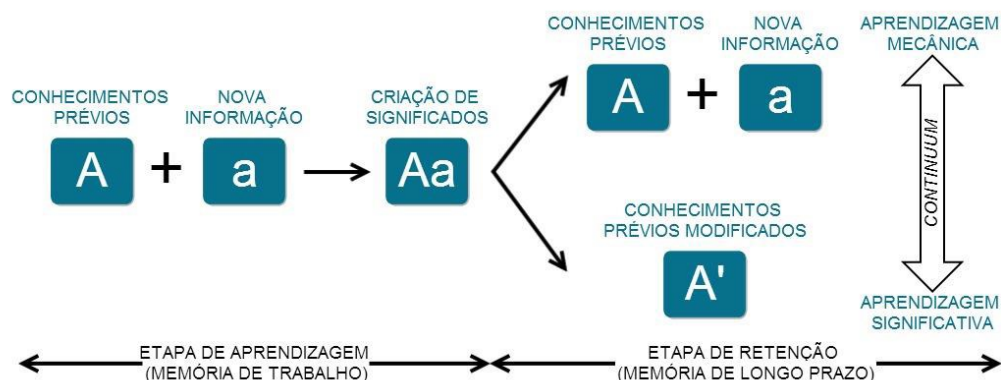 CONHECIMENTOS
PRÉVIOS
A
+
NOVA
INFORMAÇÃO
a
CRIAÇÃO DE
SIGNIFICADOS
Aa
CONHECIMENTOS
PRÉVIOS
A
+
NOVA
INFORMAÇÃO
a
CONHECIMENTOS
PRÉVIOS MODIFICADOS
A'
APRENDIZAGEM
MECÂNICA
CONTINUUM
APRENDIZAGEM
SIGNIFICATIVA
ETAPA DE APRENDIZAGEM
(MEMÓRIA DE TRABALHO)
ETAPA DE RETENÇÃO
(MEMÓRIA DE LONGO PRAZO)